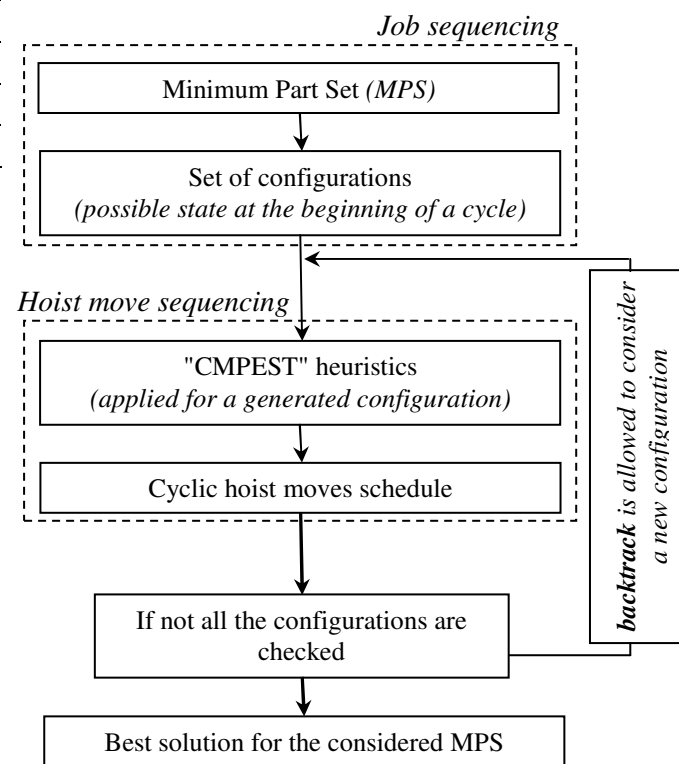 Job sequencing
Minimum Part Set (MPS)
Set of configurations
(possible state at the beginning of a cycle)
Hoist move sequencing
"CMPEST" heuristics
(applied for a generated configuration)
Cyclic hoist moves schedule
backtrack is allowed to consider
a new configuration
If not all the configurations are
checked
Best solution for the considered MPS